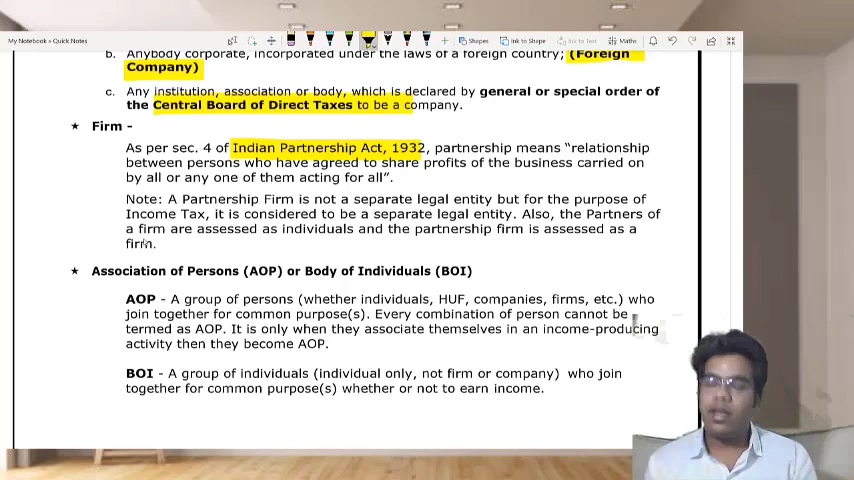 My Notebook » Quick Notes
Shapes
Ink to Shape
Ink to Text
Maths
b. Anybody corporate, incorporated under the laws of a foreign country; (Foreign
Company)
c. Any institution, association or body, which is declared by general or special order of
the Central Board of Direct Taxes to be a company.
★ Firm -
As per sec. 4 of Indian Partnership Act, 1932, partnership means “relationship
between persons who have agreed to share profits of the business carried on
by all or any one of them acting for all”.
Note: A Partnership Firm is not a separate legal entity but for the purpose of
Income Tax, it is considered to be a separate legal entity. Also, the Partners of
a firm are assessed as individuals and the partnership firm is assessed as a
firm.
★ Association of Persons (AOP) or Body of Individuals (BOI)
AOP - A group of persons (whether individuals, HUF, companies, firms, etc.) who
join together for common purpose(s). Every combination of person cannot be
termed as AOP. It is only when they associate themselves in an income-producing
activity then they become AOP.
BOI - A group of individuals (individual only, not firm or company) who join
together for common purpose(s) whether or not to earn income.